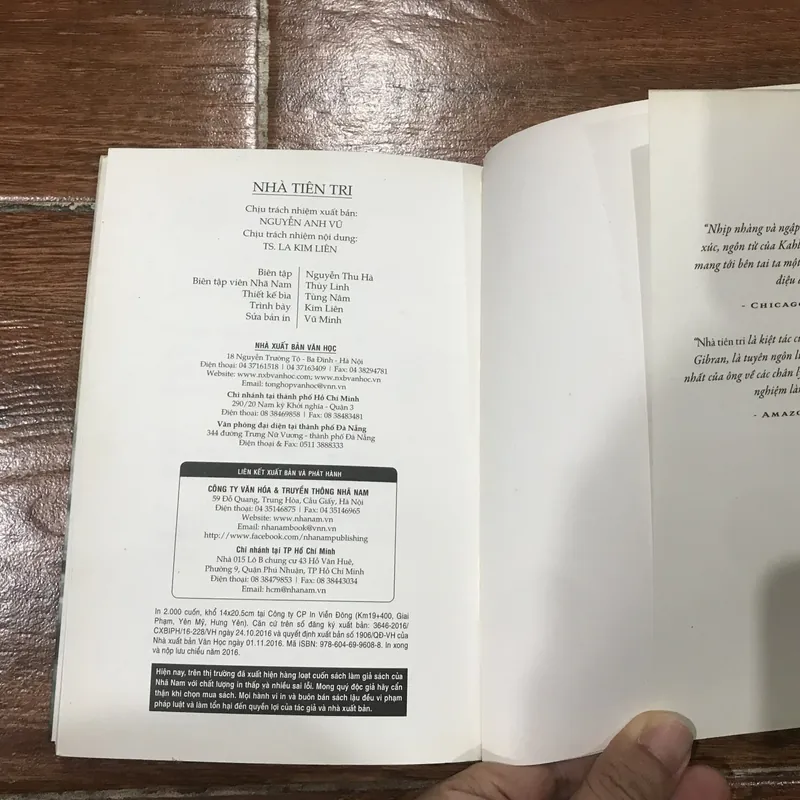 NHÀ TIÊN TRI
Chịu trách nhiệm xuất bản:
NGUYỄN ANH VŨ
Chịu trách nhiệm nội dung:
TS. LA KIM LIÊN
Biên tập Nguyễn Thu Hà
Biên tập viên Nhã Nam Thùy Linh
Thiết kế bìa Tùng Nâm
Trình bày Kim Liên
Sửa bản in Vũ Minh
NHÀ XUẤT BẢN VĂN HỌC
18 Nguyễn Trường Tộ - Ba Đình - Hà Nội
Điện thoại: 04 37161518 | 04 37163409 | Fax: 04 38294781
Website: www.nxbvanhoc.com; www.nxbvanhoc.vn
Email: tonghopvanhoc@vnn.vn
Chi nhánh tại thành phố Hồ Chí Minh
290/20 Nam kỳ Khởi nghĩa - Quận 3
Điện thoại: 08 38469858 | Fax: 08 38483481
Văn phòng đại diện tại thành phố Đà Nẵng
344 đường Trưng Nữ Vương - thành phố Đà Nẵng
Điện thoại & Fax: 0511 3888333
LIÊN KẾT XUẤT BẢN VÀ PHÁT HÀNH
CÔNG TY VĂN HÓA & TRUYỀN THÔNG NHÃ NAM
59 Đỗ Quang, Trung Hòa, Cầu Giấy, Hà Nội
Điện thoại: 04 35146875 | Fax: 04 35146965
Website: www.nhanam.vn
Email: nhanambook@vnn.vn
http://www.facebook.com/nhanampublishing
Chi nhánh tại TP Hồ Chí Minh
Nhà 015 Lô B chung cư 43 Hồ Văn Huê,
Phường 9, Quận Phú Nhuận, TP Hồ Chí Minh
Điện thoại: 08 38479853 | Fax: 08 38443034
Email: hcm@nhanam.vn
In 2.000 cuốn, khổ 14x20.5cm tại Công ty CP In Viễn Đông (Km19+400, Giai
Phạm, Yên Mỹ, Hưng Yên). Căn cứ trên số đăng ký xuất bản: 3646-2016/
CXBIPH/16-228/VH ngày 24.10.2016 và quyết định xuất bản số 1906/QĐ-VH của
Nhà xuất bản Văn Học ngày 01.11.2016. Mã ISBN: 978-604-69-9608-8. In xong
và nộp lưu chiểu năm 2016.
Hiện nay, trên thị trường đã xuất hiện hàng loạt cuốn sách làm giả sách của
Nhã Nam với chất lượng in thấp và nhiều sai lỗi. Mong quý độc giả hãy cẩn
thận khi chọn mua sách. Mọi hành vi in và buôn bán sách lậu đều vi phạm
pháp luật và làm tổn hại đến quyền lợi của tác giả và nhà xuất bản.
"Nhịp nhàng và ngập
xúc, ngôn từ của Kah
mang tới bên tai ta một
diệu
- CHICAGO
"Nhà tiên tri là kiệt tác c
Gibran, là tuyên ngôn
nhất của ông về các chân l
nghiệm làm
- AMAZO